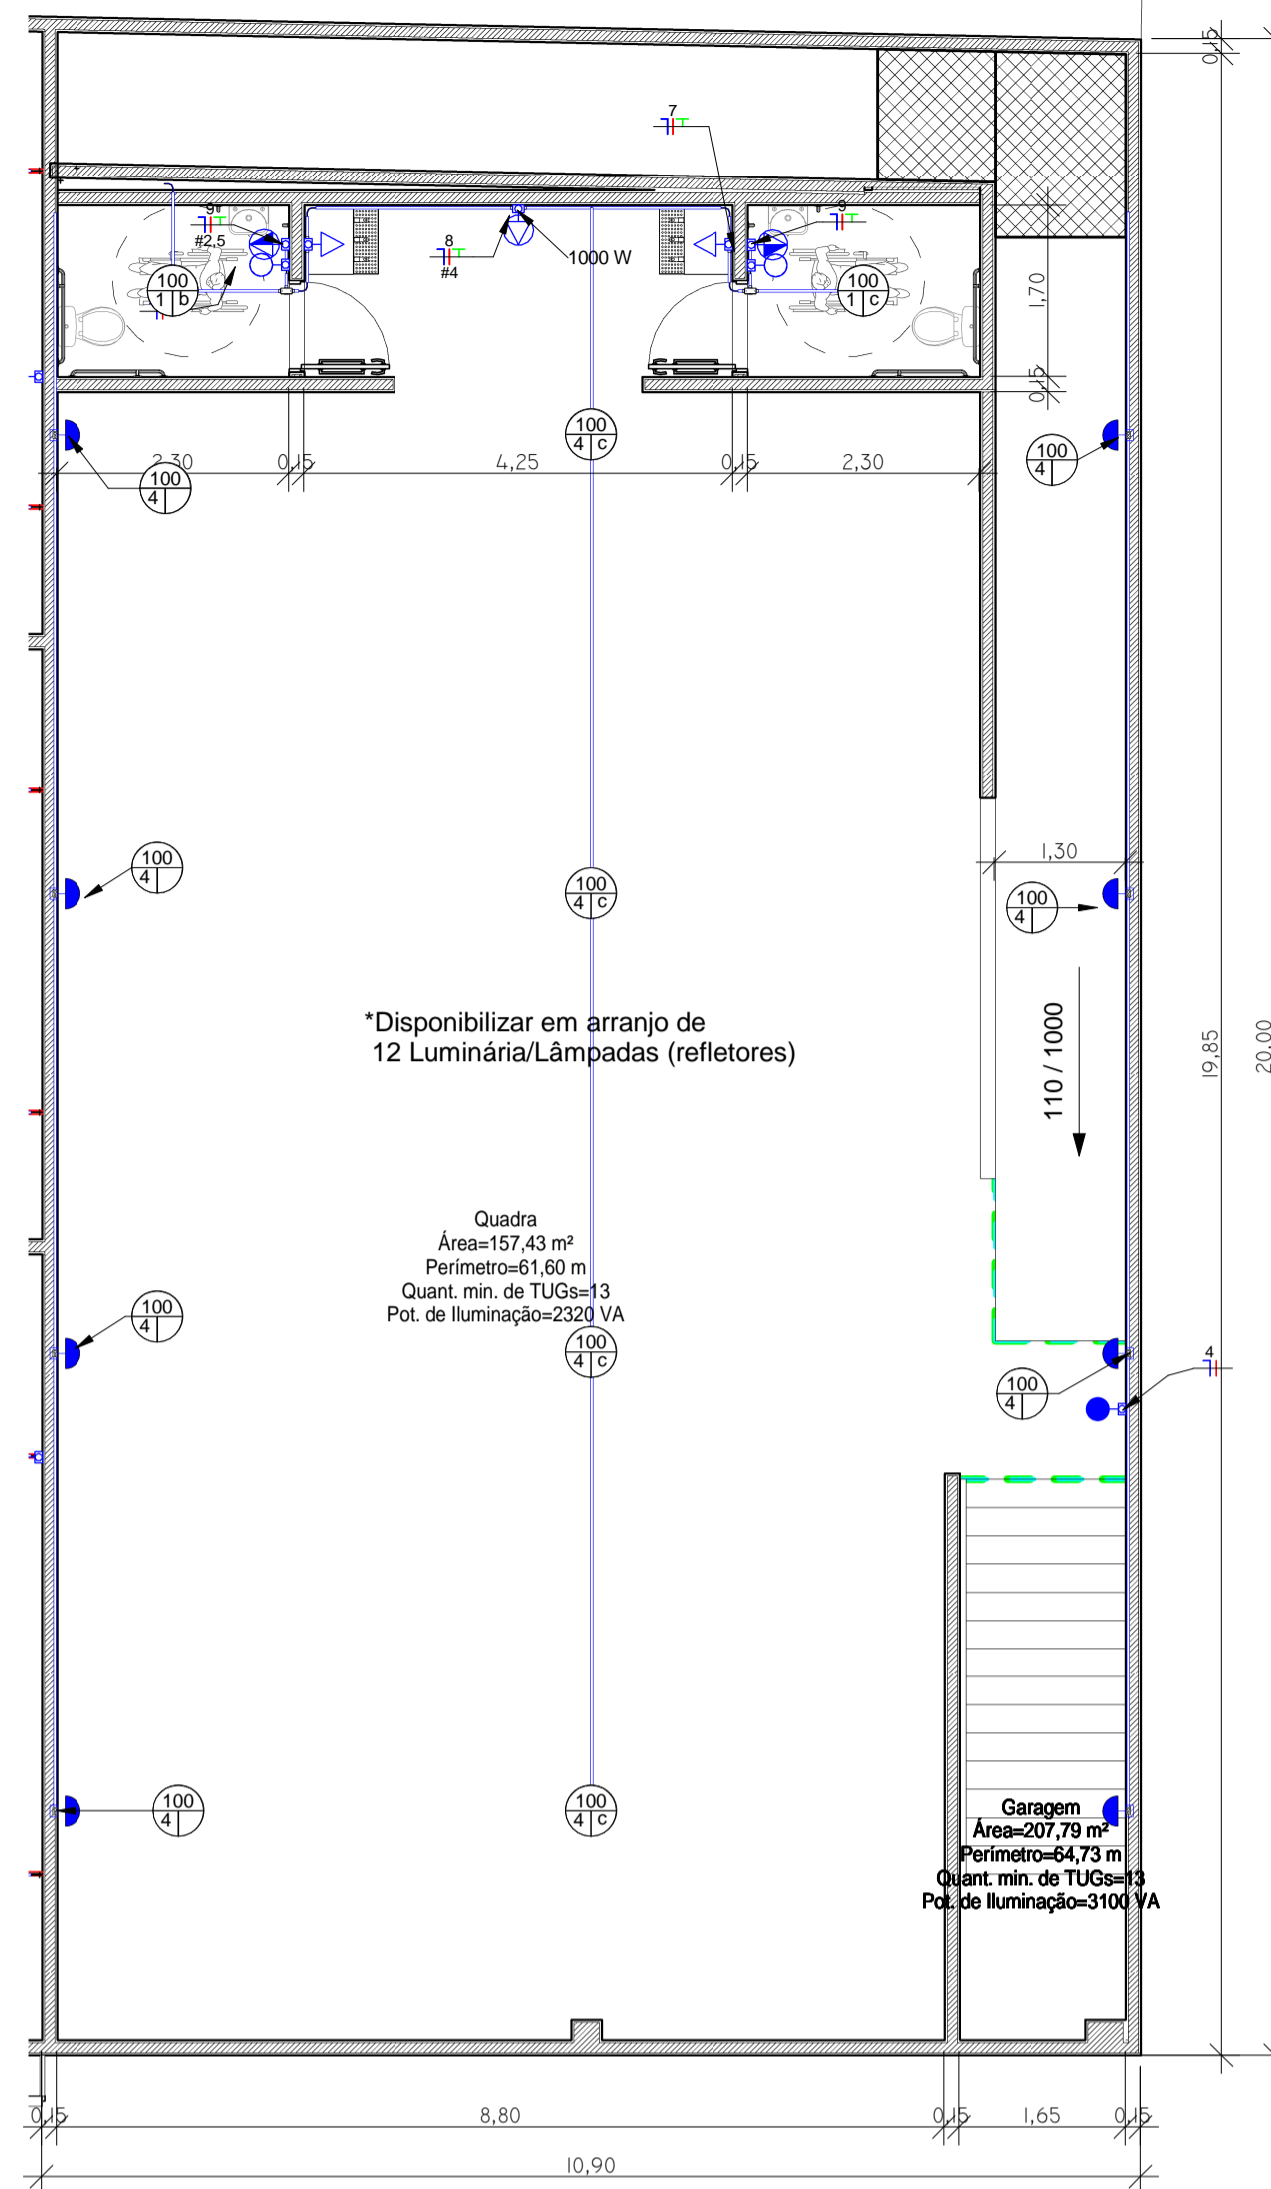 0,15
7
9
#2,5
8
#4
1000 W
9
100
1 b
100
1 c
1,70
0,15
100
4 c
100
4
100
4
2,30
0,15
4,25
0,15
2,30
100
4
100
4 c
1,30
100
4
*Disponibilizar em arranjo de
12 Luminária/Lâmpadas (refletores)
110 / 1000
19,85
20,00
Quadra
Área=157,43 m²
Perímetro=61,60 m
Quant. min. de TUGs=13
Pot. de Iluminação=2320 VA
100
4
100
4 c
100
4
4
100
4
100
4 c
Garagem
Área=207,79 m²
Perímetro=64,73 m
Quant. min. de TUGs=13
Pot. de Iluminação=3100 VA
0,15
8,80
0,15
1,65
0,15
10,90